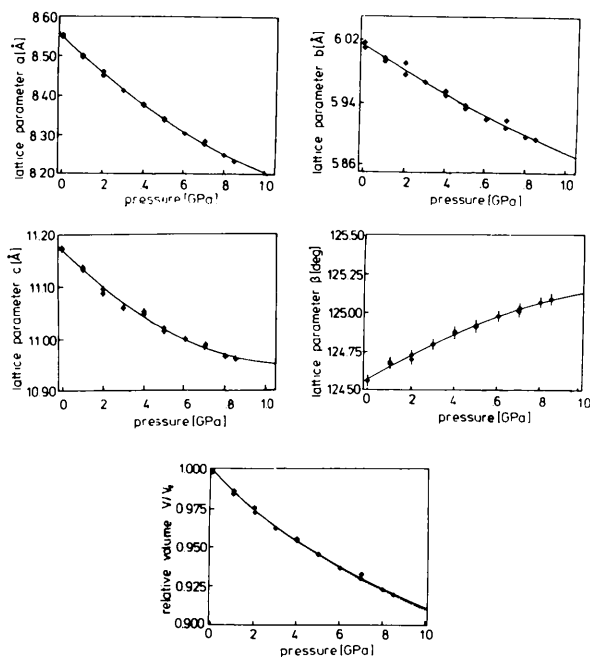 8.60
8.50
8.40
8.30
8.20
lattice parameter a[Å]
0 2 4 6 8 10
pressure [GPa]
6.02
5.94
5.86
lattice parameter b[Å]
0 2 4 6 8 10
pressure [GPa]
11.20
11.10
11.00
10.90
lattice parameter c[Å]
0 2 4 6 8 10
pressure [GPa]
125.50
125.25
125.00
124.75
124.50
lattice parameter β[deg]
0 2 4 6 8 10
pressure [GPa]
1.000
0.975
0.950
0.925
0.900
relative volume V/V₀
0 2 4 6 8 10
pressure [GPa]